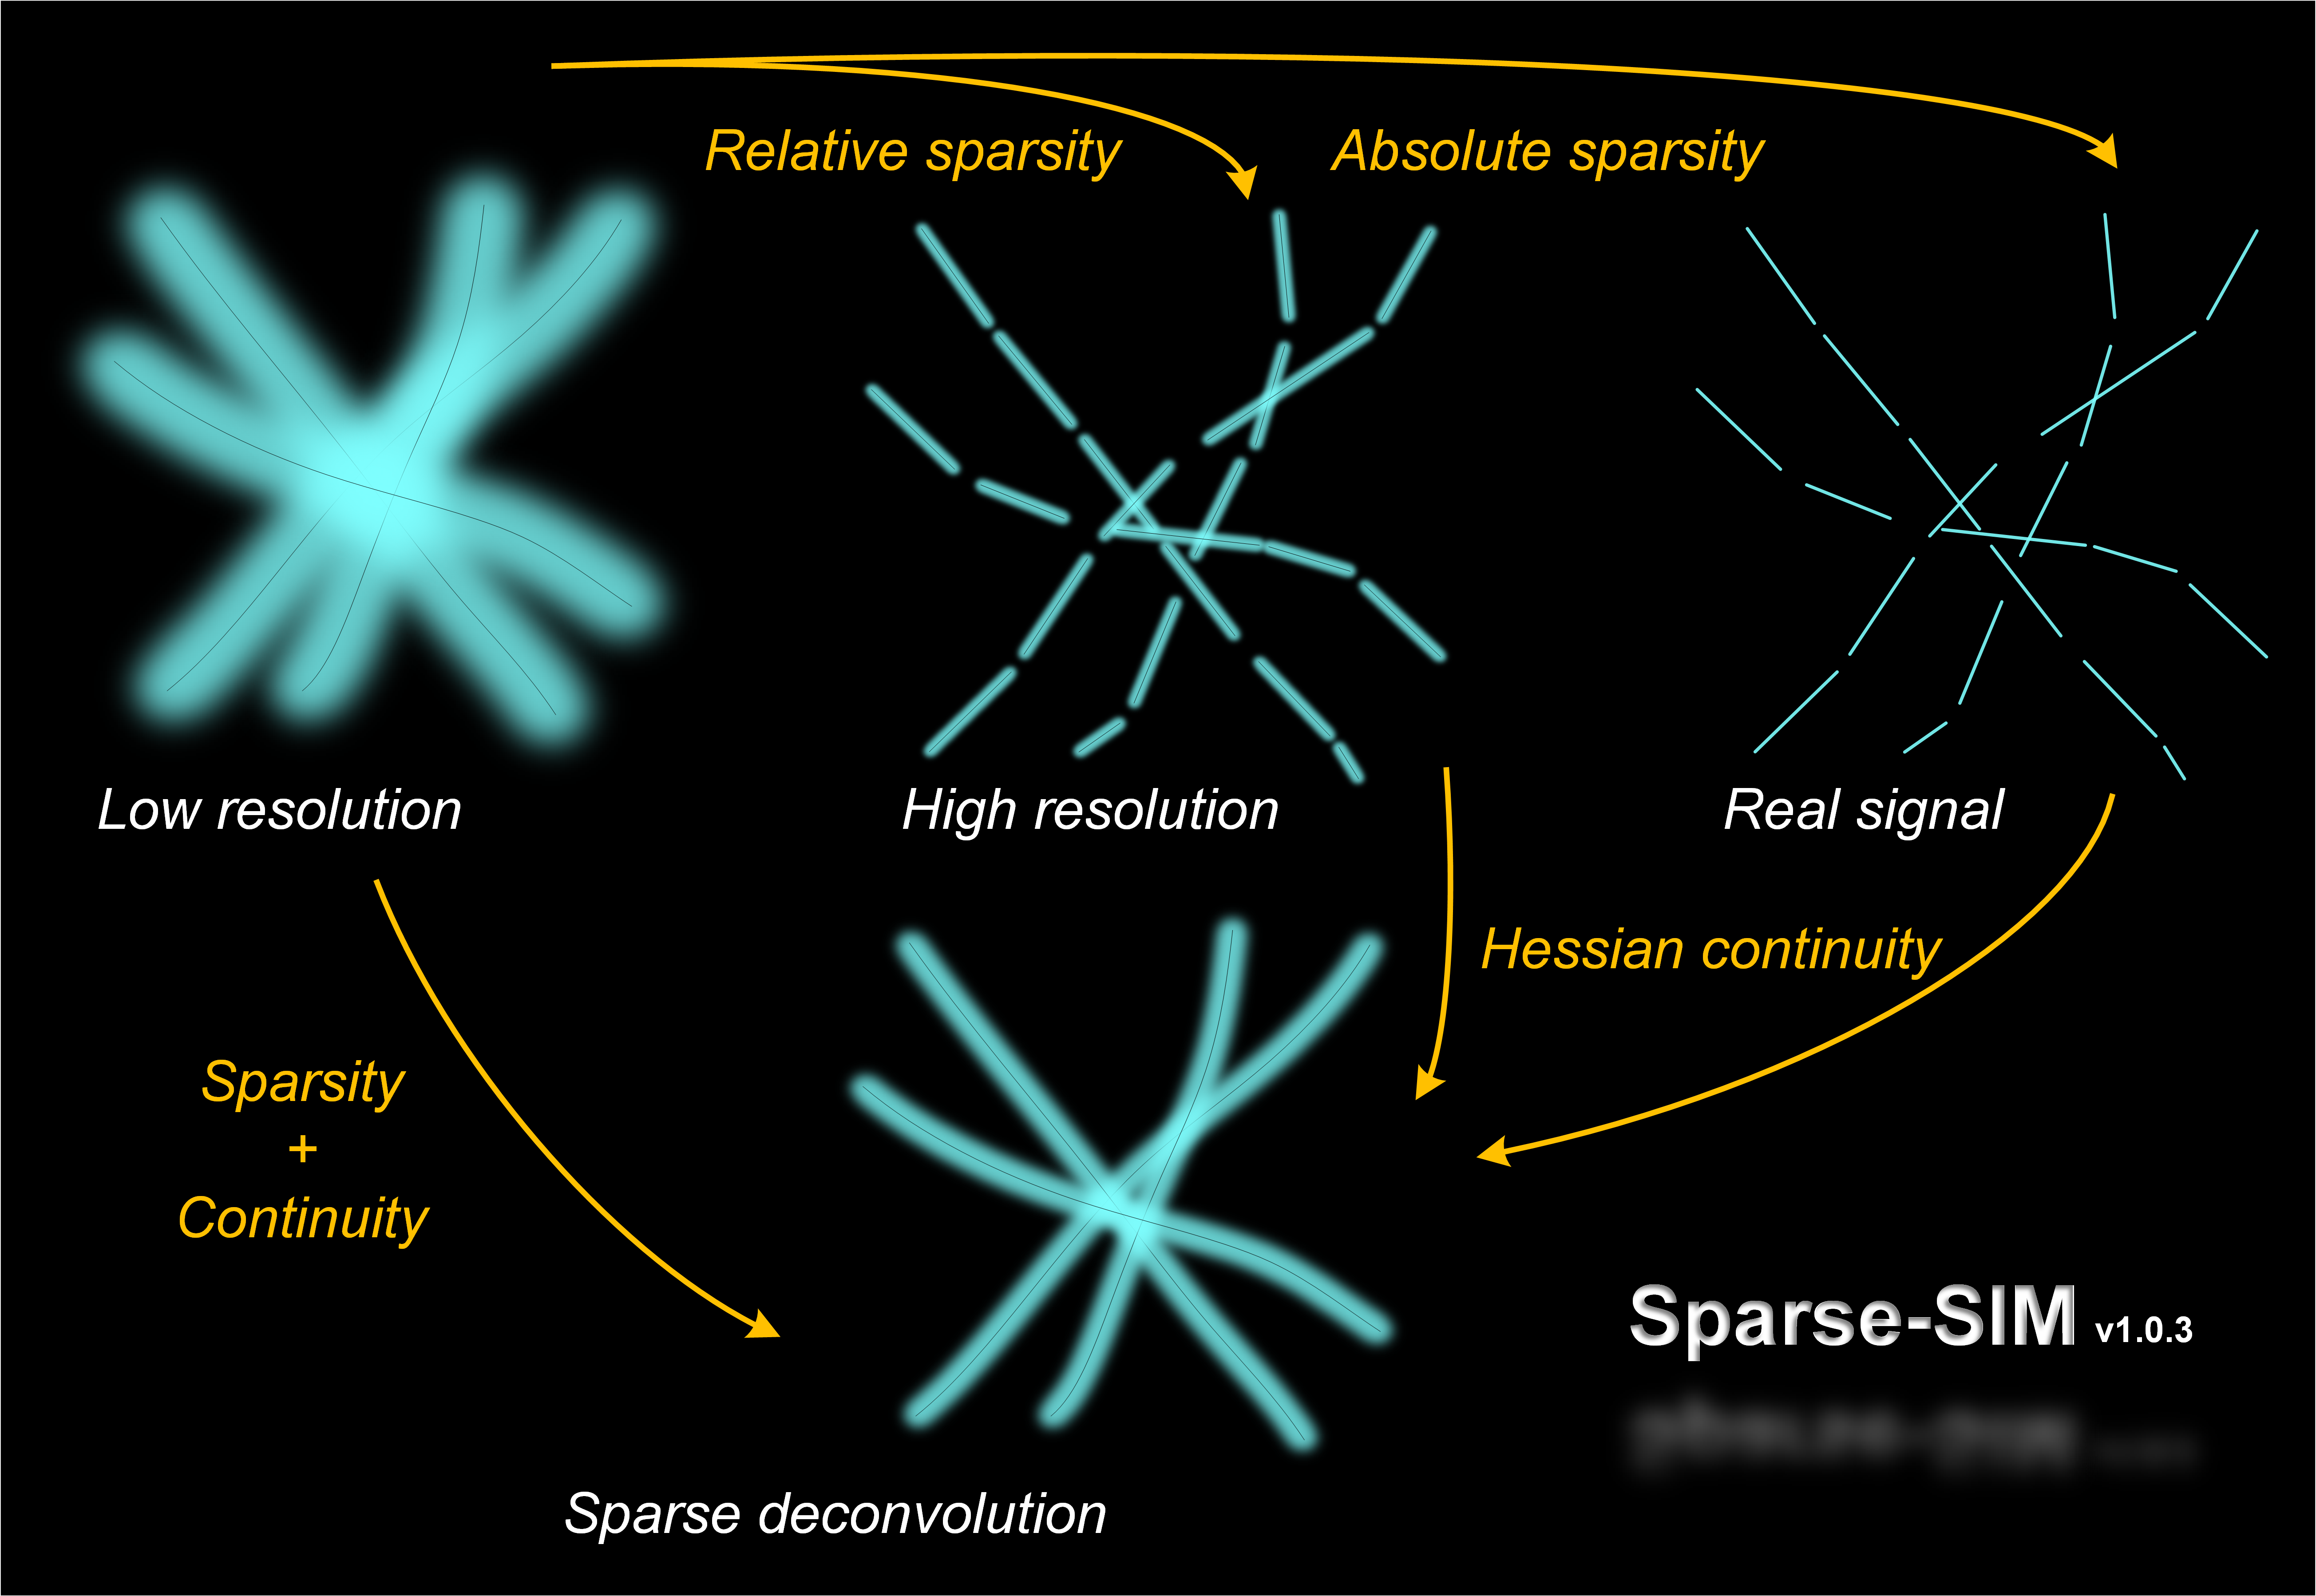 Relative sparsity
Absolute sparsity
Low resolution
High resolution
Real signal
Hessian continuity
Sparsity
+
Continuity
Sparse-SIM v1.0.3
Sparse deconvolution